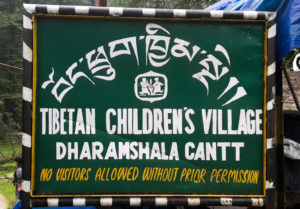 བོད་ཕྲུག་ཁྱིམ་སྡེ།།
TIBETAN CHILDREN'S VILLAGE
DHARAMSHALA CANTT
NO VISITORS ALLOWED WITHOUT PRIOR PERMISSION